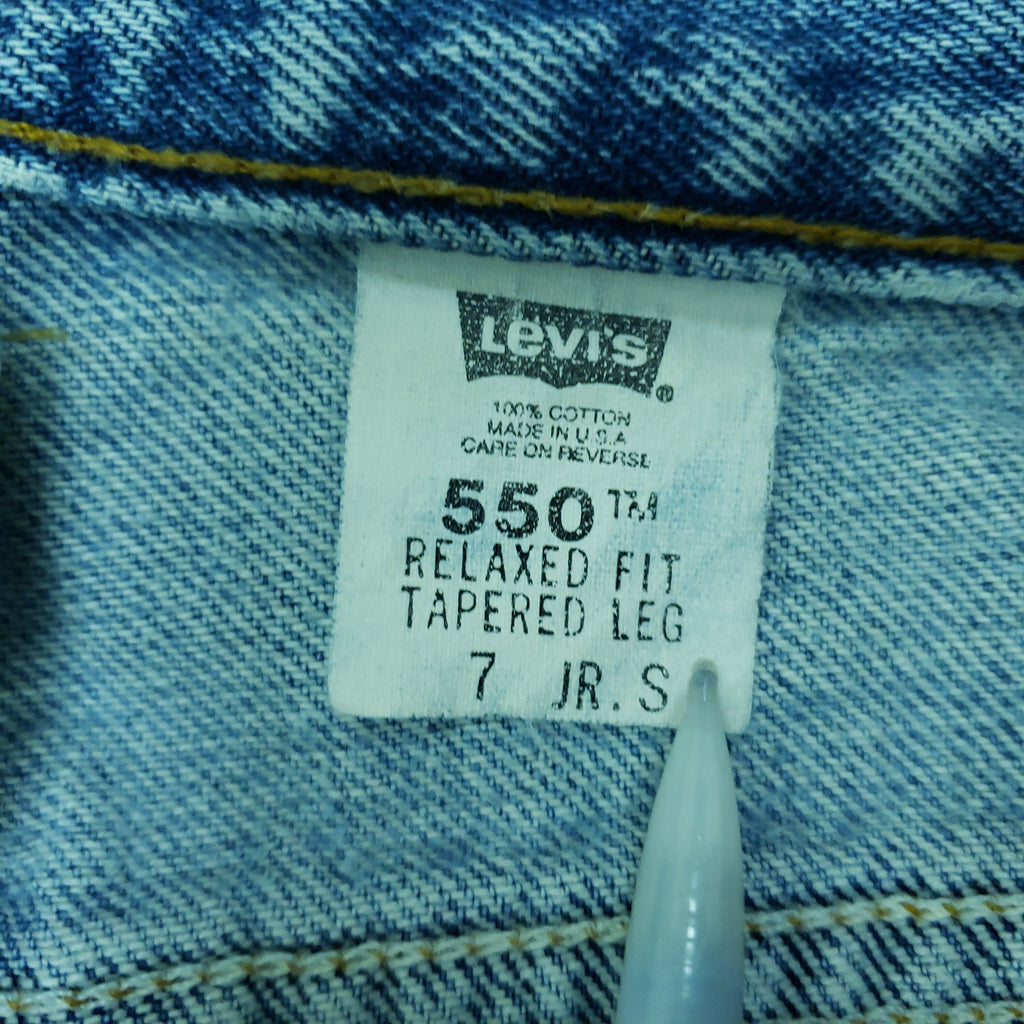 Levi's ®
100% COTTON
MADE IN U.S.A
CARE ON REVERSE
550™
RELAXED FIT
TAPERED LEG
7 JR. S